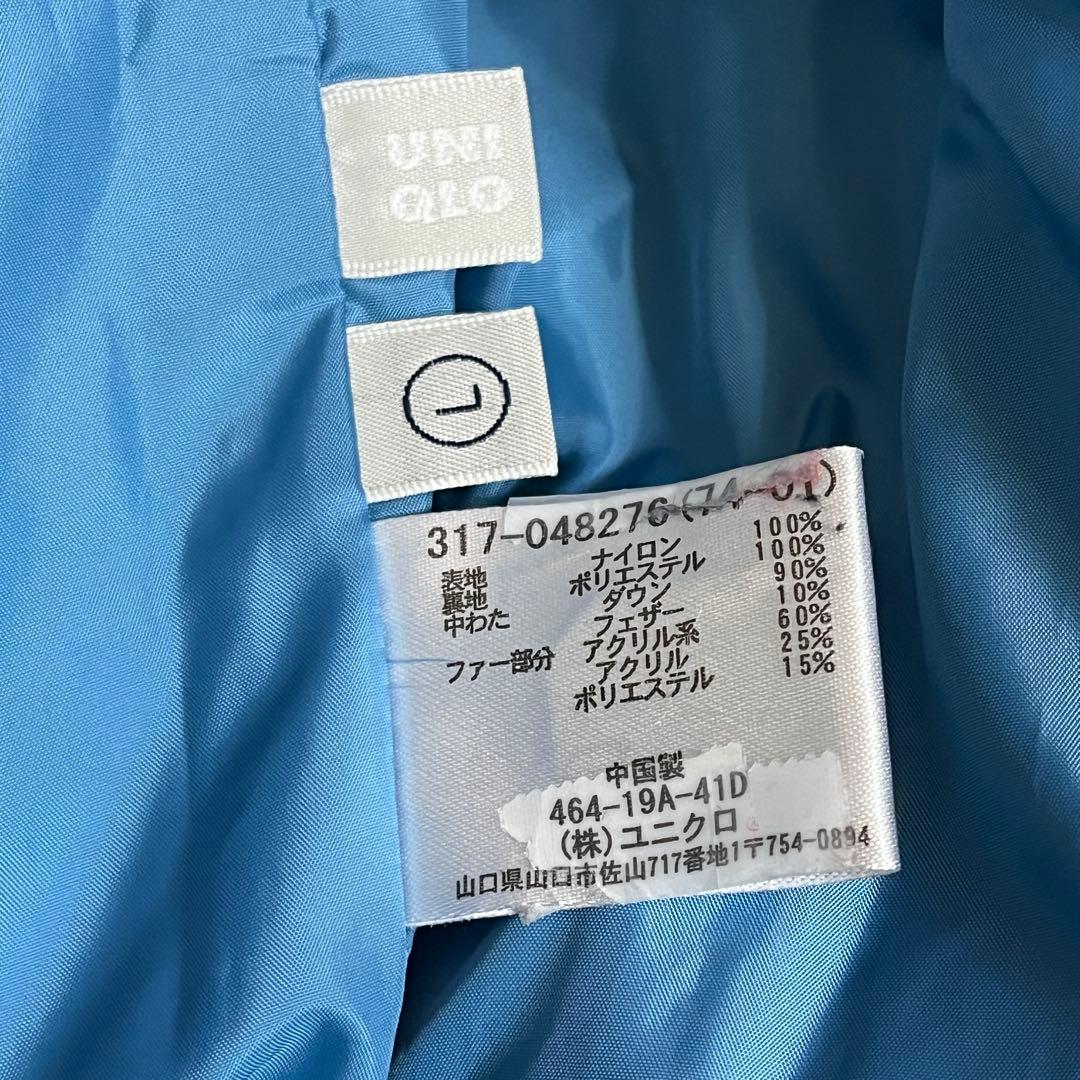 UNI
QLO
L
317-048276(74-01)
表地 ナイロン 100%
裏地 ポリエステル 100%
中わた ダウン 90%
フェザー 10%
ファー部分 アクリル系 60%
アクリル 25%
ポリエステル 15%
中国製
464-19A-41D
(株)ユニクロ
山口県山口市佐山717番地1〒754-0894